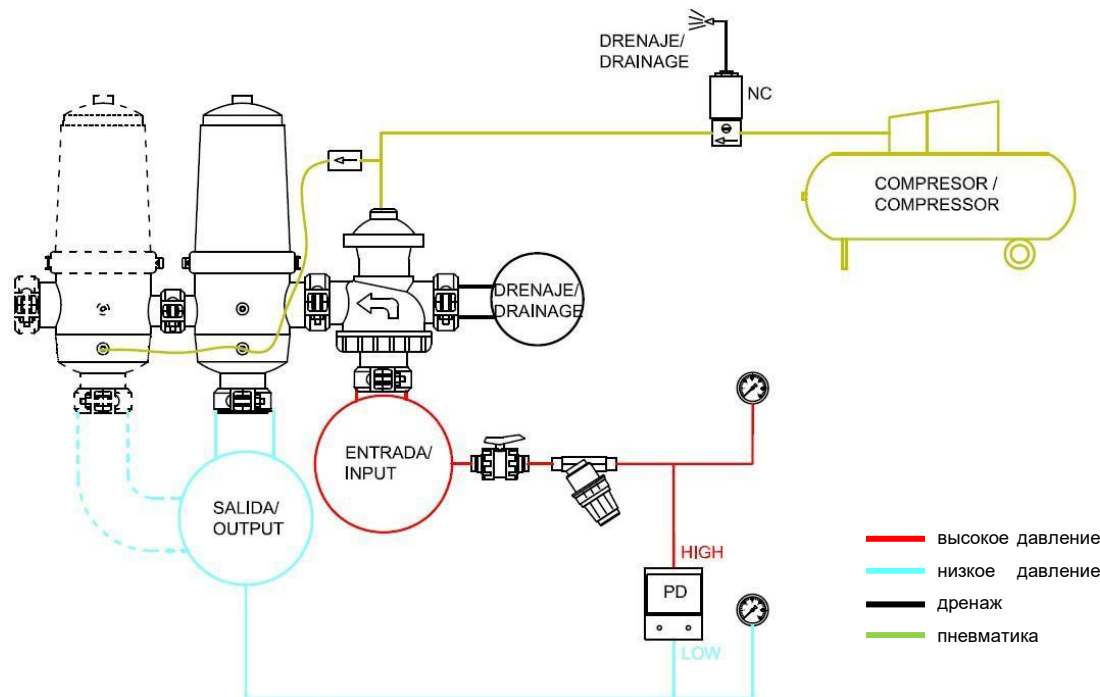 DRENAJE/
DRAINAGE
NC
COMPRESOR /
COMPRESSOR
DRENAJE/
DRAINAGE
ENTRADA/
INPUT
SALIDA/
OUTPUT
HIGH
PD
LOW
высокое давление
низкое давление
дренаж
пневматика